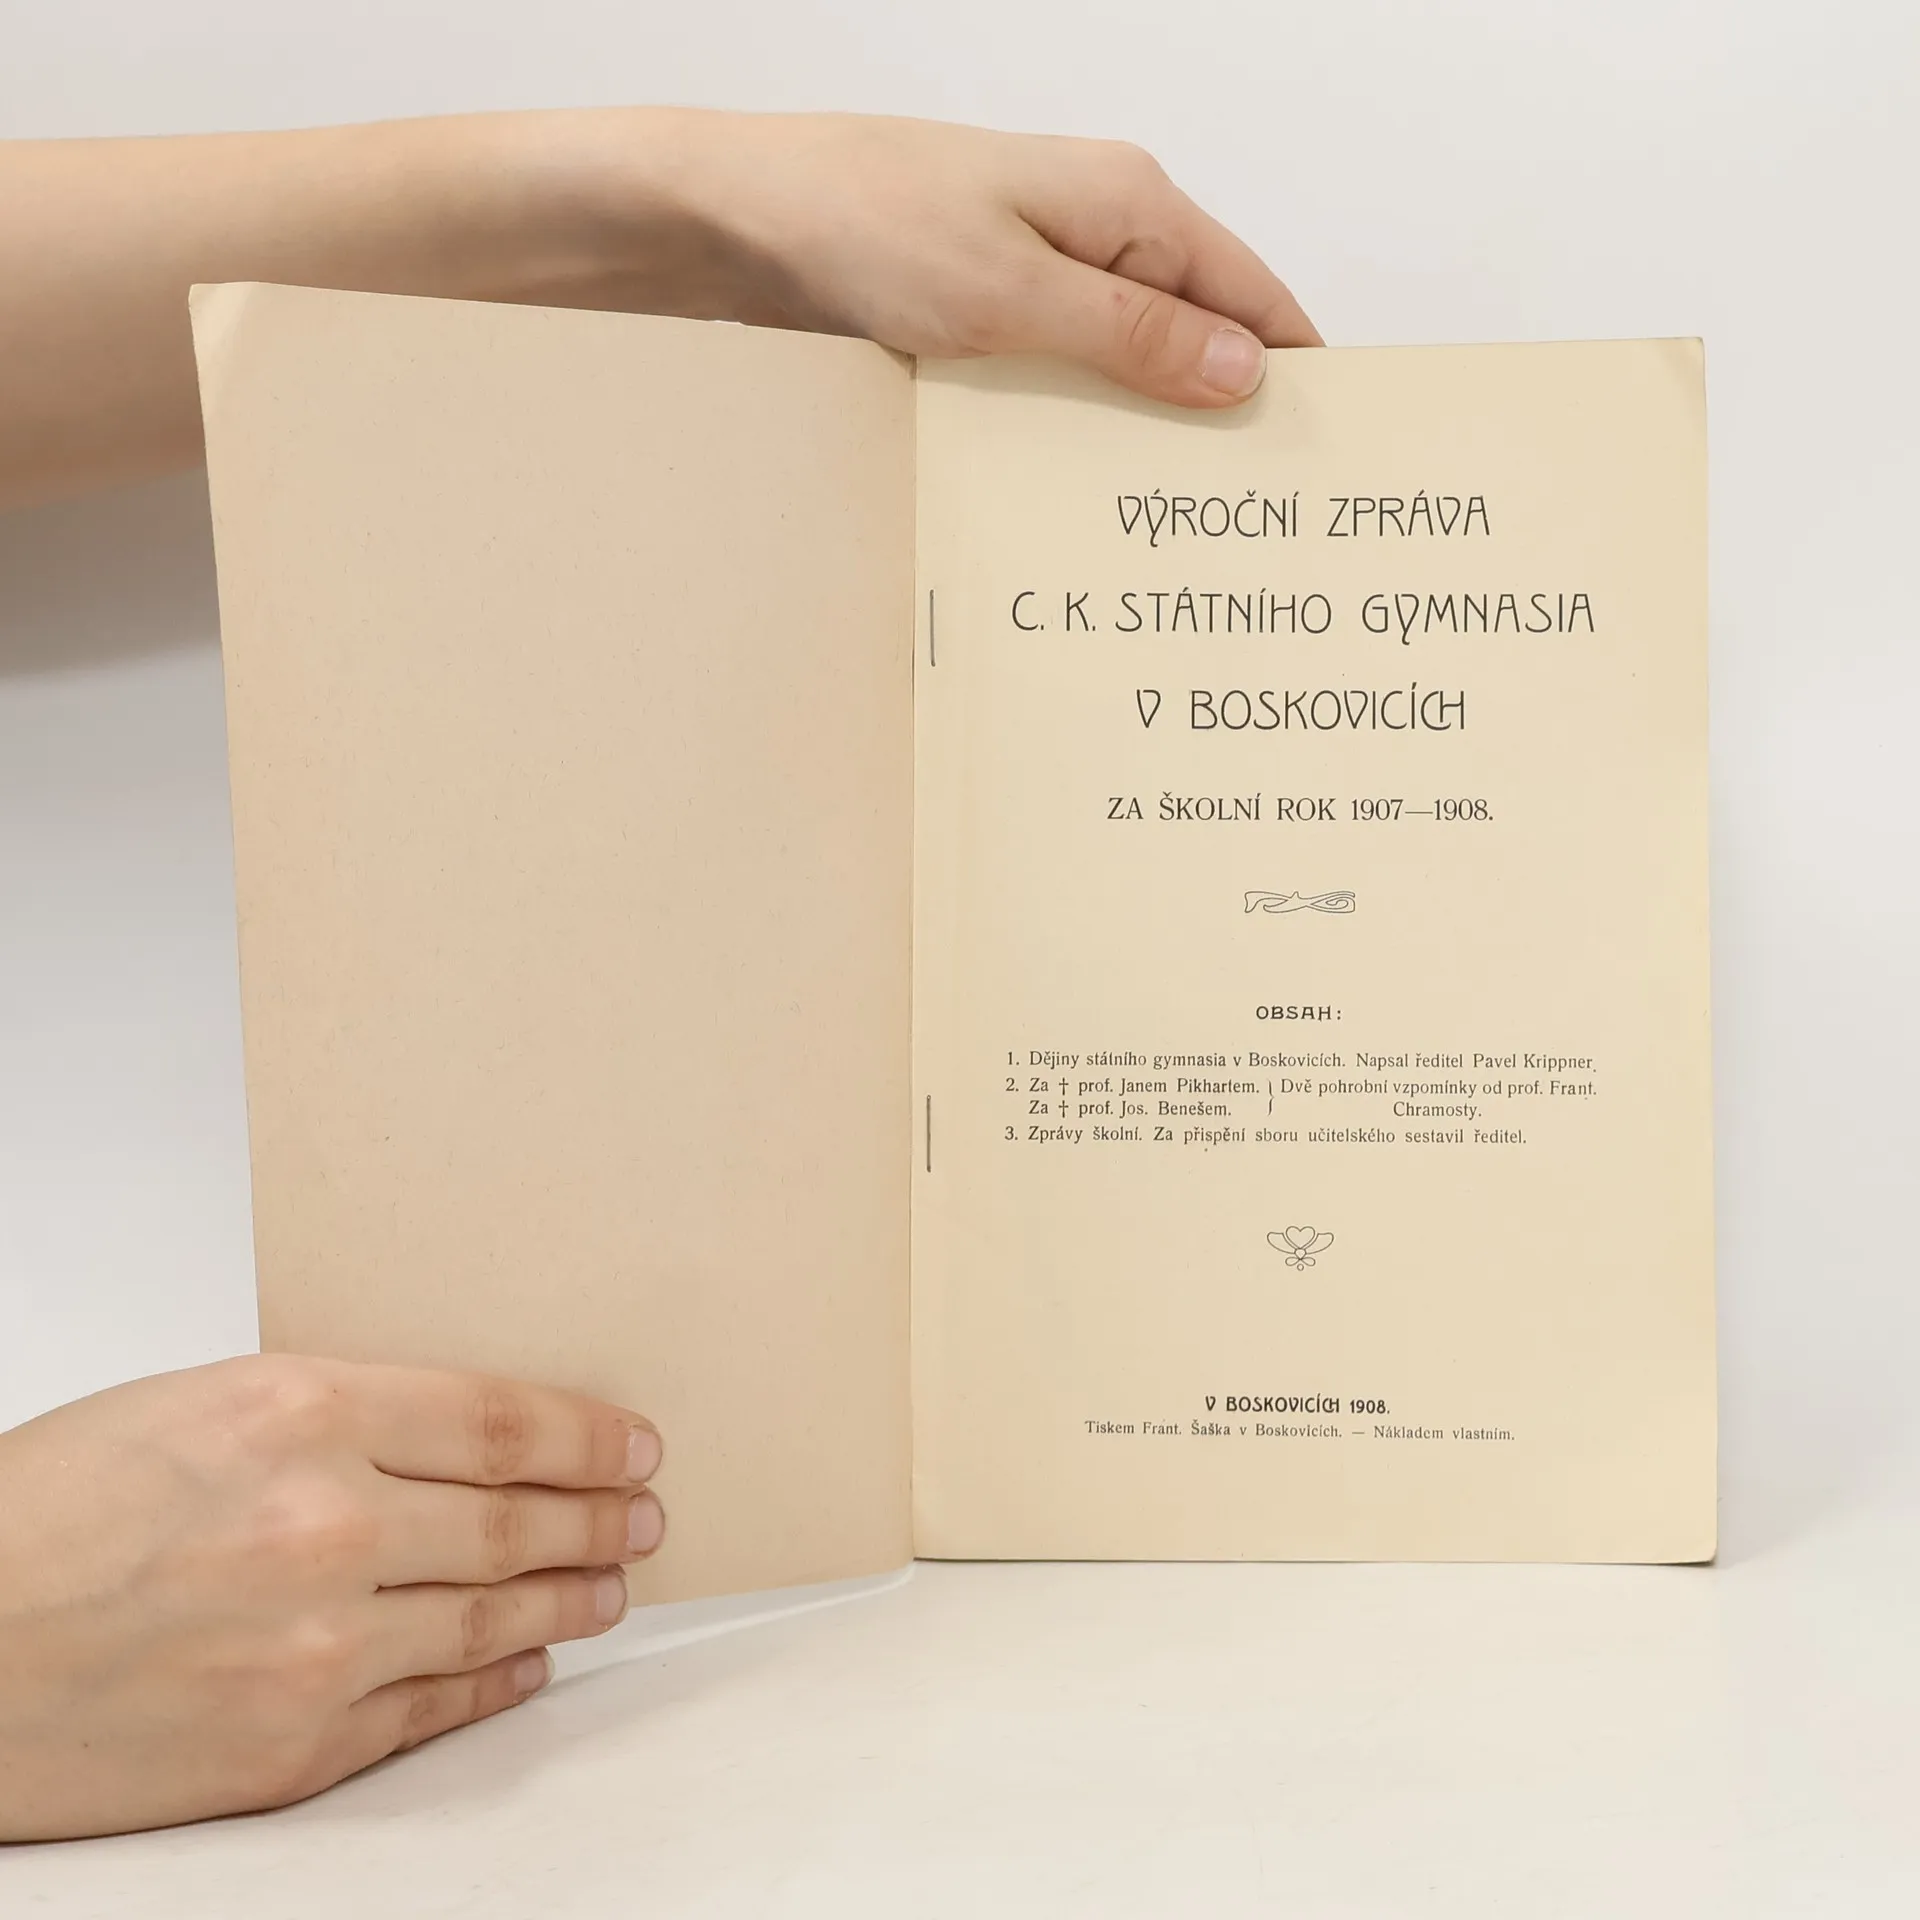 VÝROČNÍ ZPRÁVA
C. K. STÁTNÍHO GYMNASIA
V BOSKOVICÍCH
ZA ŠKOLNÍ ROK 1907—1908.
OBSAH:
1. Dějiny státního gymnasia v Boskovicích. Napsal ředitel Pavel Krippner.
2. Za † prof. Janem Pikhartem. } Dvě pohrobní vzpomínky od prof. Frant.
Za † prof. Jos. Benešem. Chramosty.
3. Zprávy školní. Za přispění sboru učitelského sestavil ředitel.
V BOSKOVICÍCH 1908.
Tiskem Frant. Šaška v Boskovicích. — Nákladem vlastním.